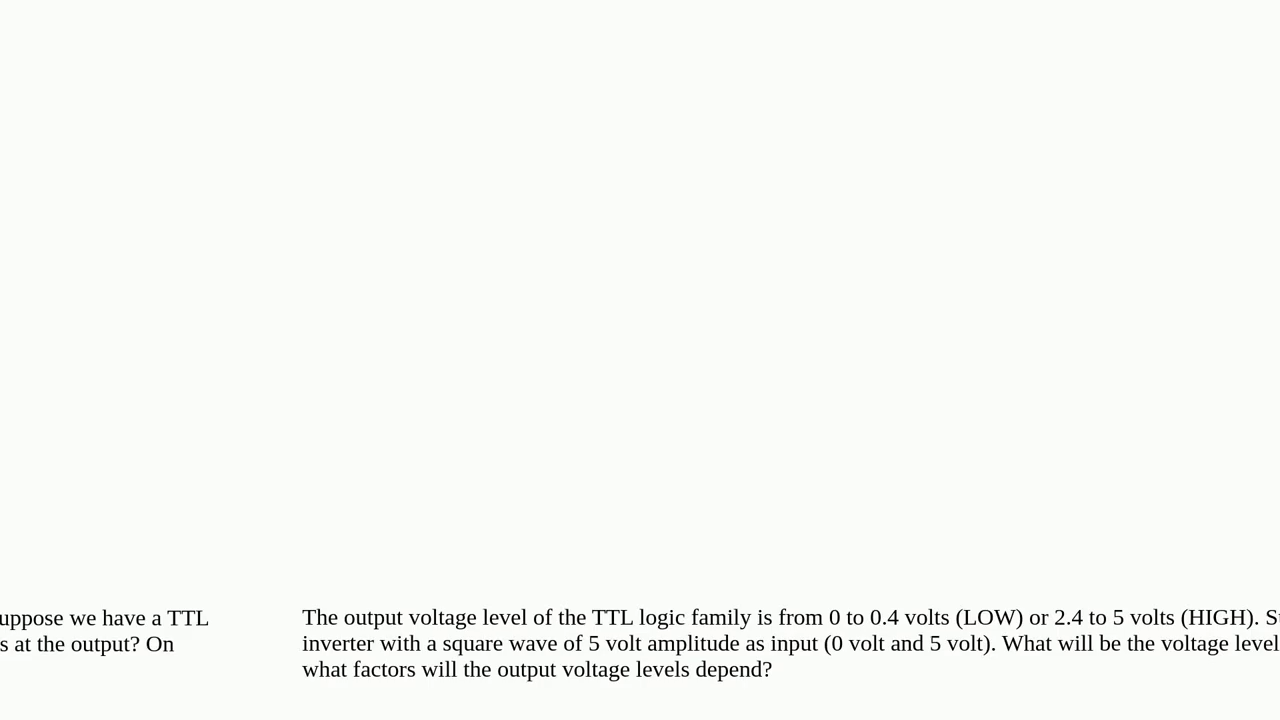 uppose we have a TTL
s at the output? On
The output voltage level of the TTL logic family is from 0 to 0.4 volts (LOW) or 2.4 to 5 volts (HIGH). S
inverter with a square wave of 5 volt amplitude as input (0 volt and 5 volt). What will be the voltage level
what factors will the output voltage levels depend?